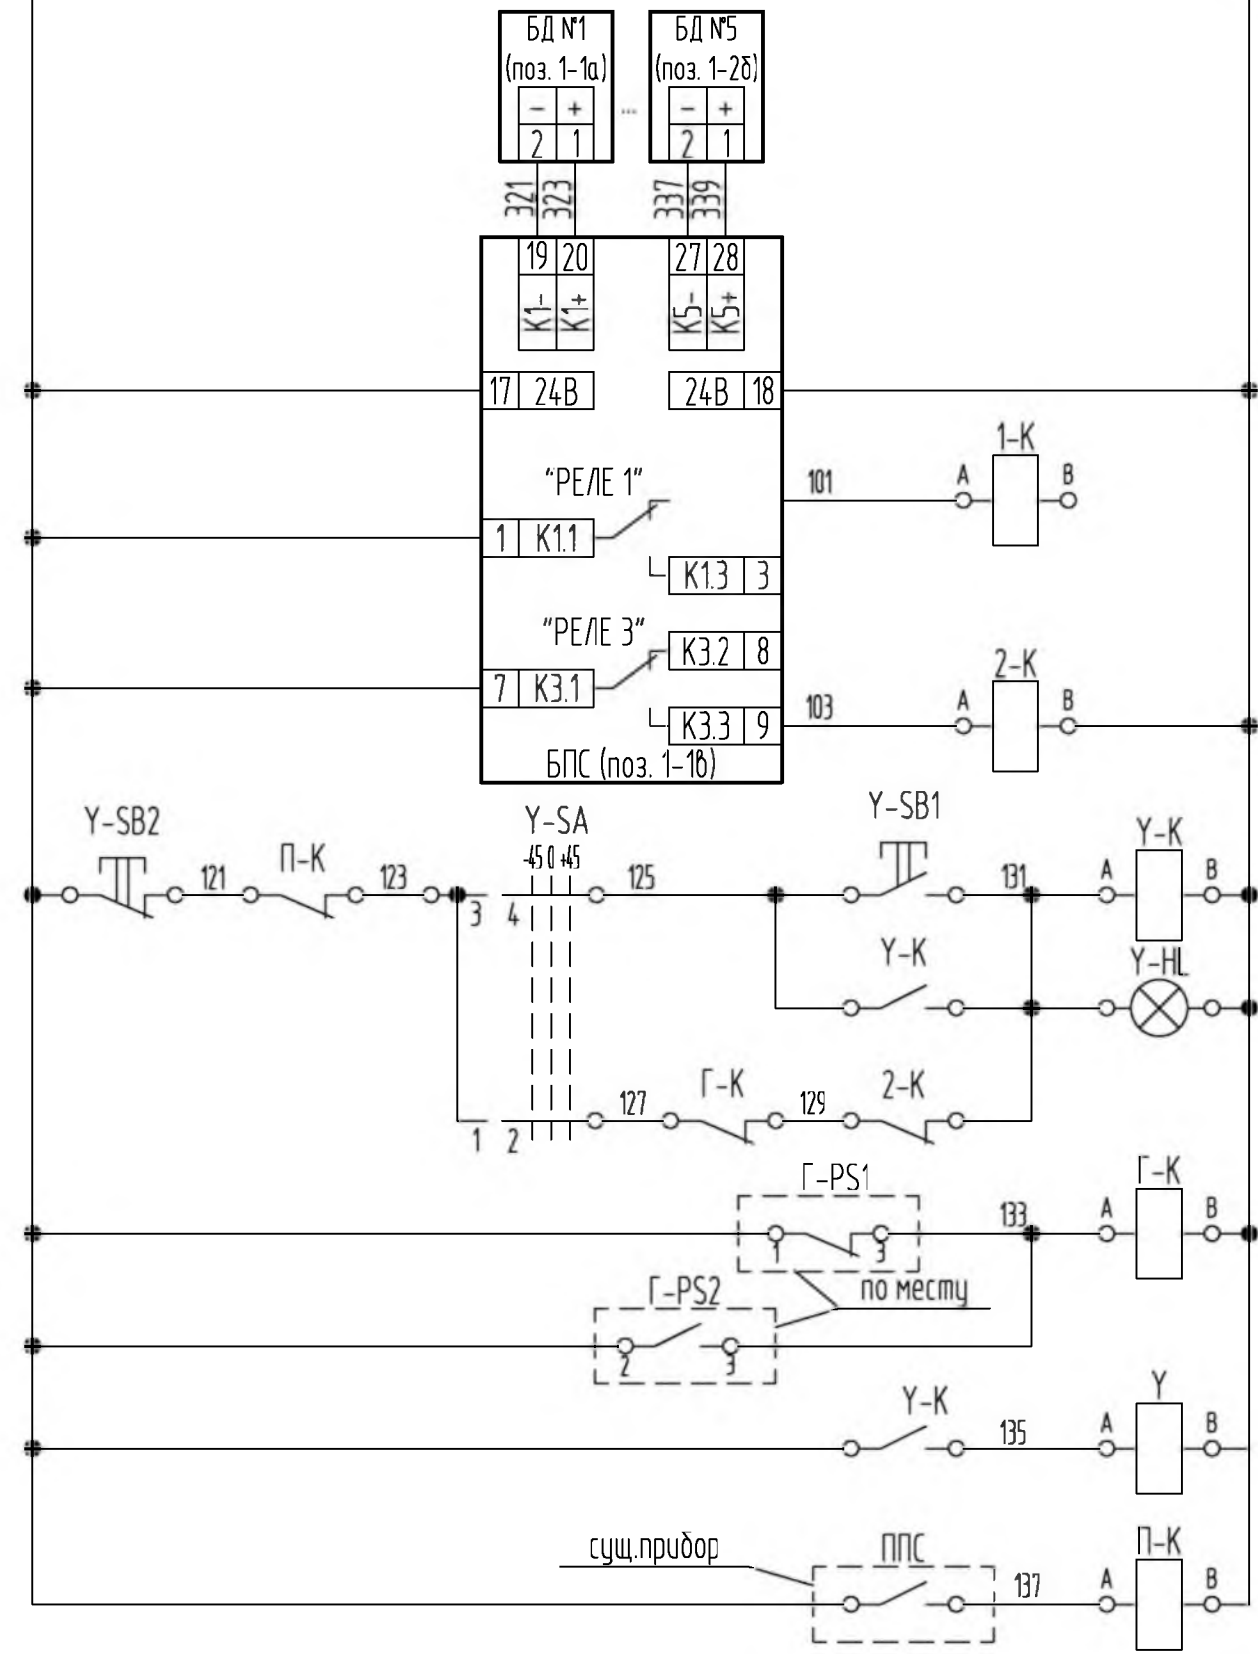 БД №1
(поз. 1-1а)
- +
2 1
...
БД №5
(поз. 1-2б)
- +
2 1
321
323
337
339
19 20
К1-
К1+
27 28
К5-
К5+
17 24В
24В 18
1-К
А В
101
"РЕЛЕ 1"
1 К1.1
К1.3 3
"РЕЛЕ 3"
К3.2 8
7 К3.1
К3.3 9
БПС (поз. 1-1в)
2-К
А В
103
Y-SB2
П-К
121
123
Y-SA
-45 0 +45
3 4
125
Y-SB1
131
Y-K
А В
Y-K
Y-HL
1 2
127
Г-К
129
2-К
Г-PS1
1 3
133
Г-К
А В
по месту
Г-PS2
2 3
Y-K
135
Y
А В
сущ.прибор
ППС
137
П-К
А В